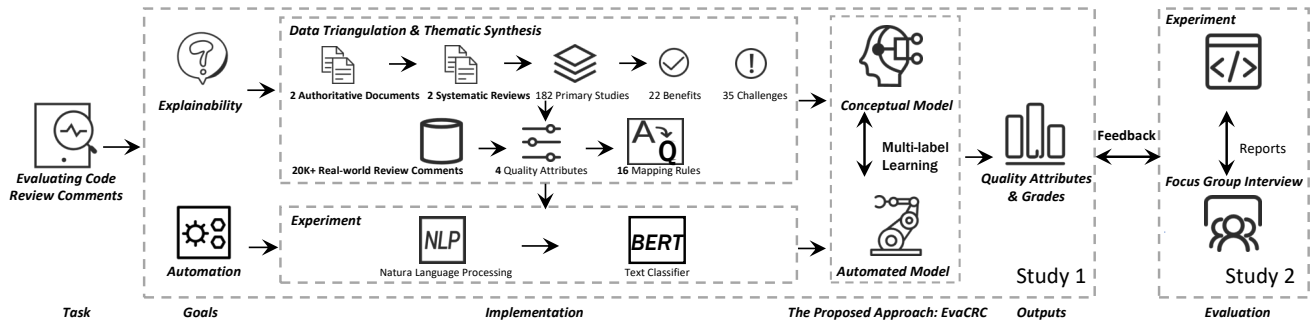 Evaluating Code
Review Comments
Explainability
Automation
Data Triangulation & Thematic Synthesis
2 Authoritative Documents
2 Systematic Reviews
182 Primary Studies
22 Benefits
35 Challenges
20K+ Real-world Review Comments
4 Quality Attributes
A
Q
16 Mapping Rules
Experiment
NLP
Natura Language Processing
BERT
Text Classifier
Conceptual Model
Multi-label
Learning
Automated Model
Quality Attributes
& Grades
Study 1
Feedback
Experiment
</>
Reports
Focus Group Interview
Study 2
Task
Goals
Implementation
The Proposed Approach: EvaCRC
Outputs
Evaluation